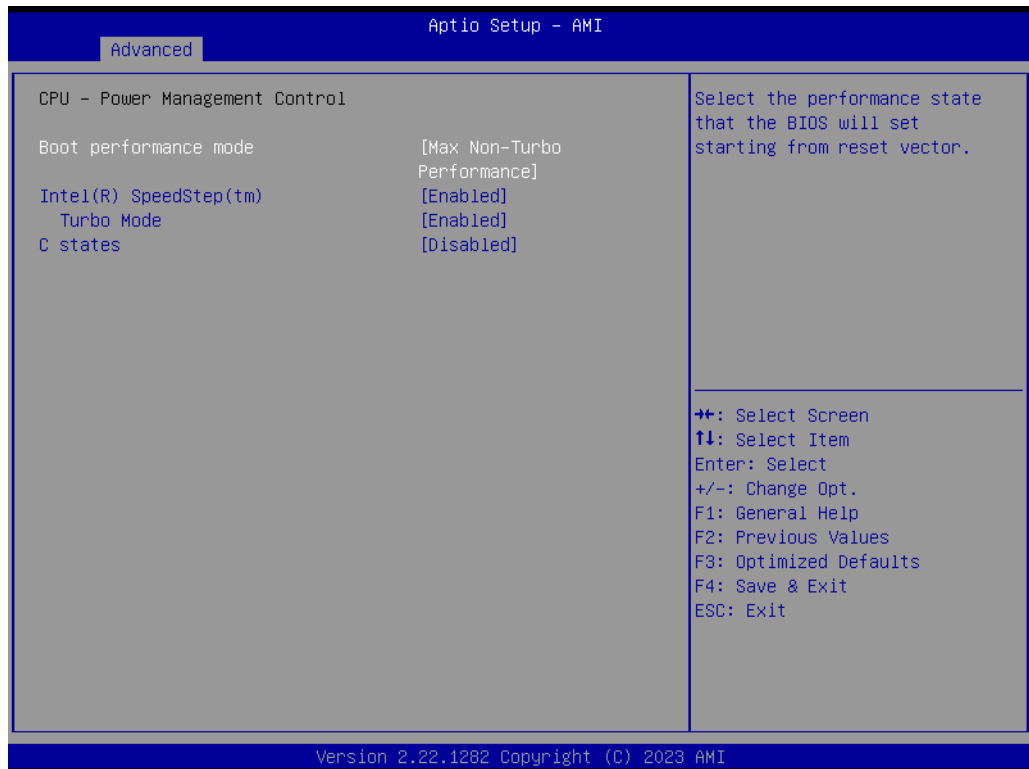 Aptio Setup – AMI
Advanced
CPU – Power Management Control
Boot performance mode [Max Non-Turbo
Performance]
Intel(R) SpeedStep(tm) [Enabled]
Turbo Mode [Enabled]
C states [Disabled]
Select the performance state
that the BIOS will set
starting from reset vector.
→←: Select Screen
↑↓: Select Item
Enter: Select
+/-: Change Opt.
F1: General Help
F2: Previous Values
F3: Optimized Defaults
F4: Save & Exit
ESC: Exit
Version 2.22.1282 Copyright (C) 2023 AMI